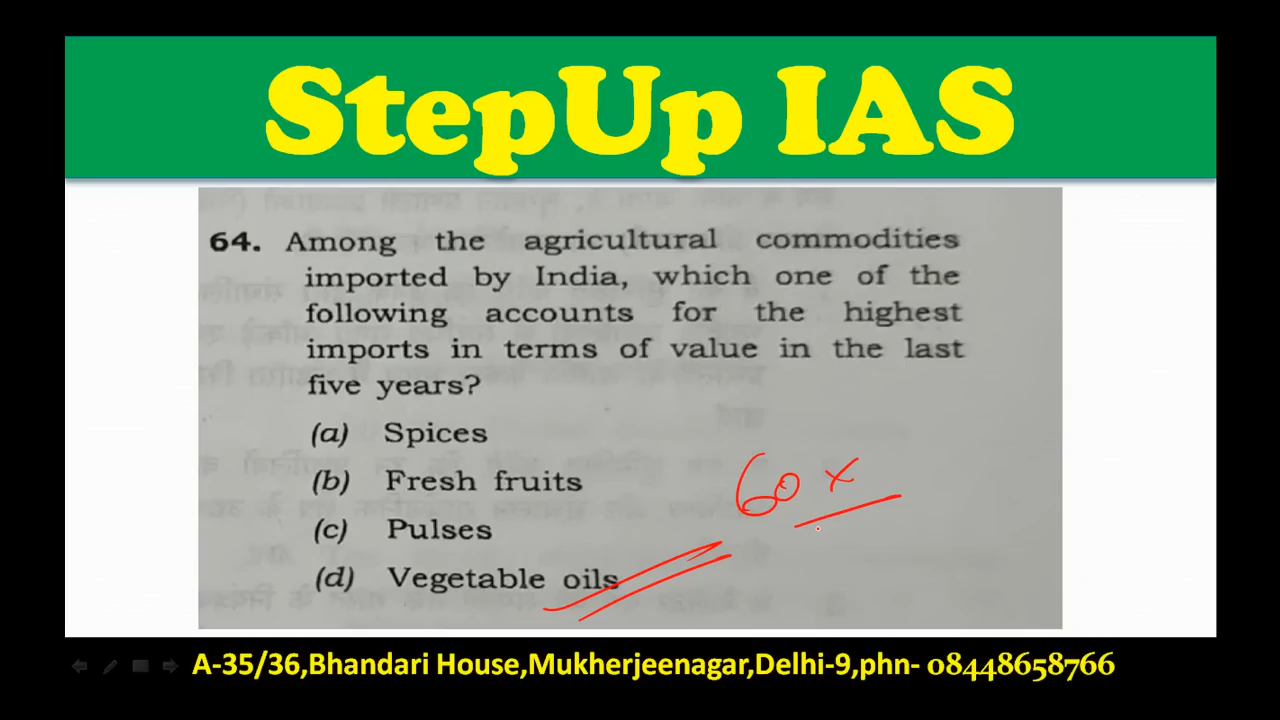 StepUp IAS
64. Among the agricultural commodities
imported by India, which one of the
following accounts for the highest
imports in terms of value in the last
five years?
(a) Spices
(b) Fresh fruits
(c) Pulses
(d) Vegetable oils
60 x
A-35/36,Bhandari House,Mukherjeenagar,Delhi-9,phn- 08448658766